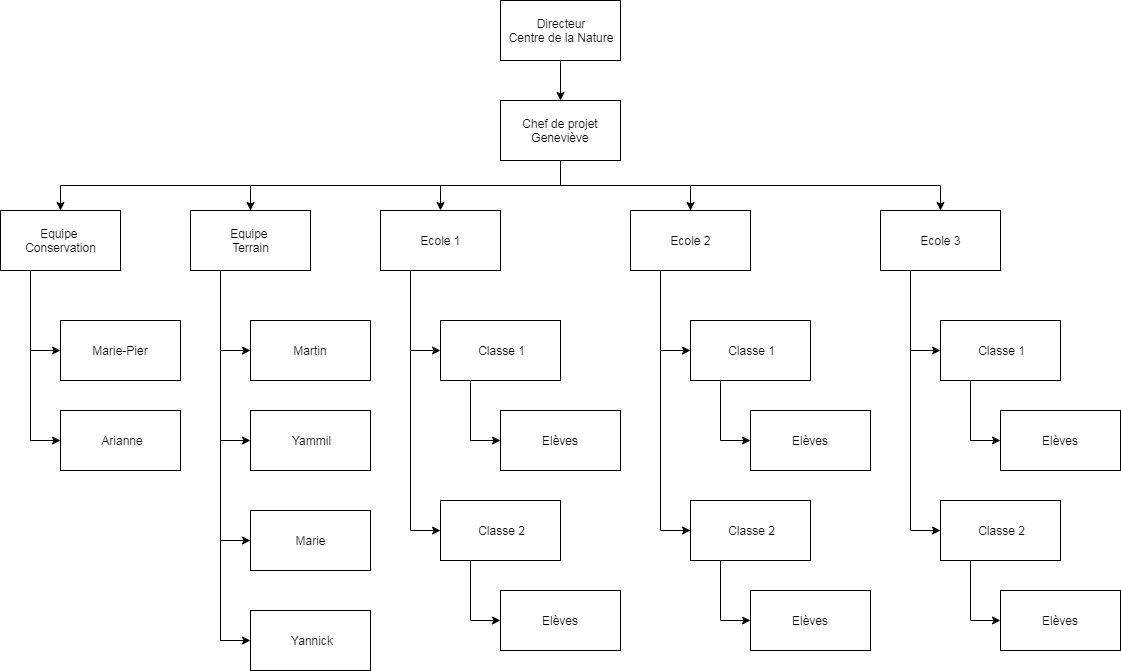 Directeur
Centre de la Nature
Chef de projet
Geneviève
Equipe
Conservation
Equipe
Terrain
Ecole 1
Ecole 2
Ecole 3
Marie-Pier
Martin
Classe 1
Classe 1
Classe 1
Arianne
Yammil
Elèves
Elèves
Elèves
Marie
Classe 2
Classe 2
Classe 2
Yannick
Elèves
Elèves
Elèves